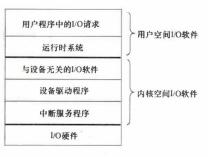 用户程序中的I/O请求
运行时系统
用户空间I/O软件
与设备无关的I/O软件
设备驱动程序
内核空间I/O软件
中断服务程序
I/O硬件